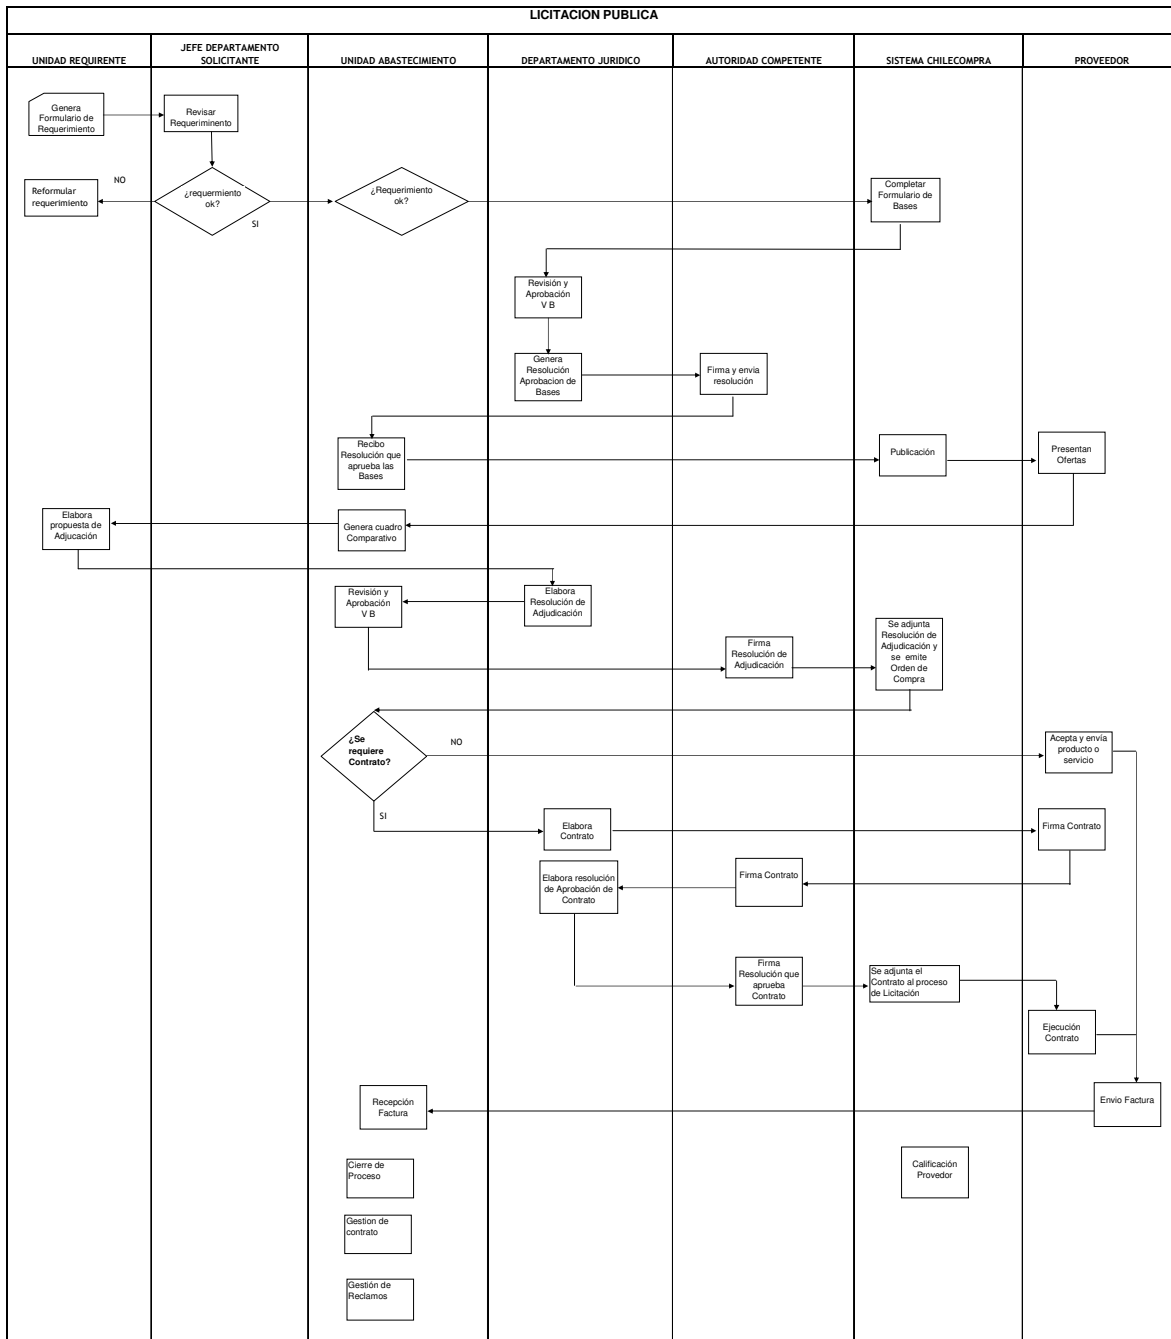 LICITACION PUBLICA
UNIDAD REQUIRENTE
JEFE DEPARTAMENTO
SOLICITANTE
UNIDAD ABASTECIMIENTO
DEPARTAMENTO JURIDICO
AUTORIDAD COMPETENTE
SISTEMA CHILECOMPRA
PROVEEDOR
Genera
Formulario de
Requerimiento
Revisar
Requeriminento
Reformular
requerimiento
NO
¿requermiento
ok?
SI
¿Requerimiento
ok?
Completar
Formulario de
Bases
Revisión y
Aprobación
V B
Genera
Resolución
Aprobacion de
Bases
Firma y envia
resolución
Recibo
Resolución que
aprueba las
Bases
Publicación
Presentan
Ofertas
Elabora
propuesta de
Adjucación
Genera cuadro
Comparativo
Revisión y
Aprobación
V B
Elabora
Resolución de
Adjudicación
Firma
Resolución de
Adjudicación
Se adjunta
Resolución de
Adjudicación y
se emite
Orden de
Compra
¿Se
requiere
Contrato?
NO
Acepta y envía
producto o
servicio
SI
Elabora
Contrato
Firma Contrato
Elabora resolución
de Aprobación de
Contrato
Firma Contrato
Firma
Resolución que
aprueba
Contrato
Se adjunta el
Contrato al proceso
de Licitación
Ejecución
Contrato
Recepción
Factura
Envio Factura
Cierre de
Proceso
Calificación
Provedor
Gestion de
contrato
Gestión de
Reclamos